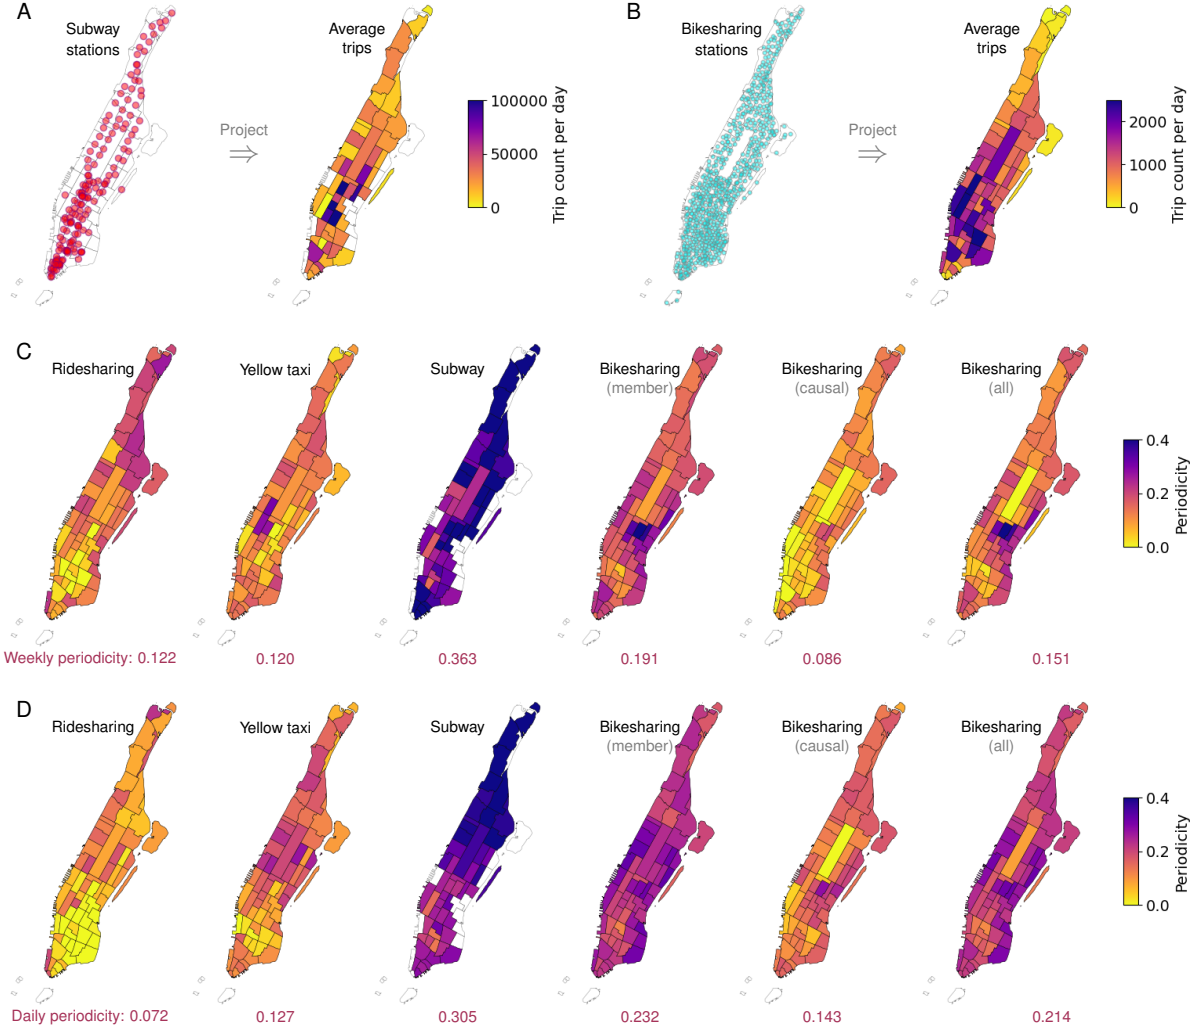 A
Subway
stations
Project
⇒
Average
trips
100000
50000
0
Trip count per day
B
Bikesharing
stations
Project
⇒
Average
trips
2000
1000
0
Trip count per day
C
Ridesharing
Yellow taxi
Subway
Bikesharing
(member)
Bikesharing
(causal)
Bikesharing
(all)
0.4
0.2
0.0
Periodicity
Weekly periodicity: 0.122
0.120
0.363
0.191
0.086
0.151
D
Ridesharing
Yellow taxi
Subway
Bikesharing
(member)
Bikesharing
(causal)
Bikesharing
(all)
0.4
0.2
0.0
Periodicity
Daily periodicity: 0.072
0.127
0.305
0.232
0.143
0.214